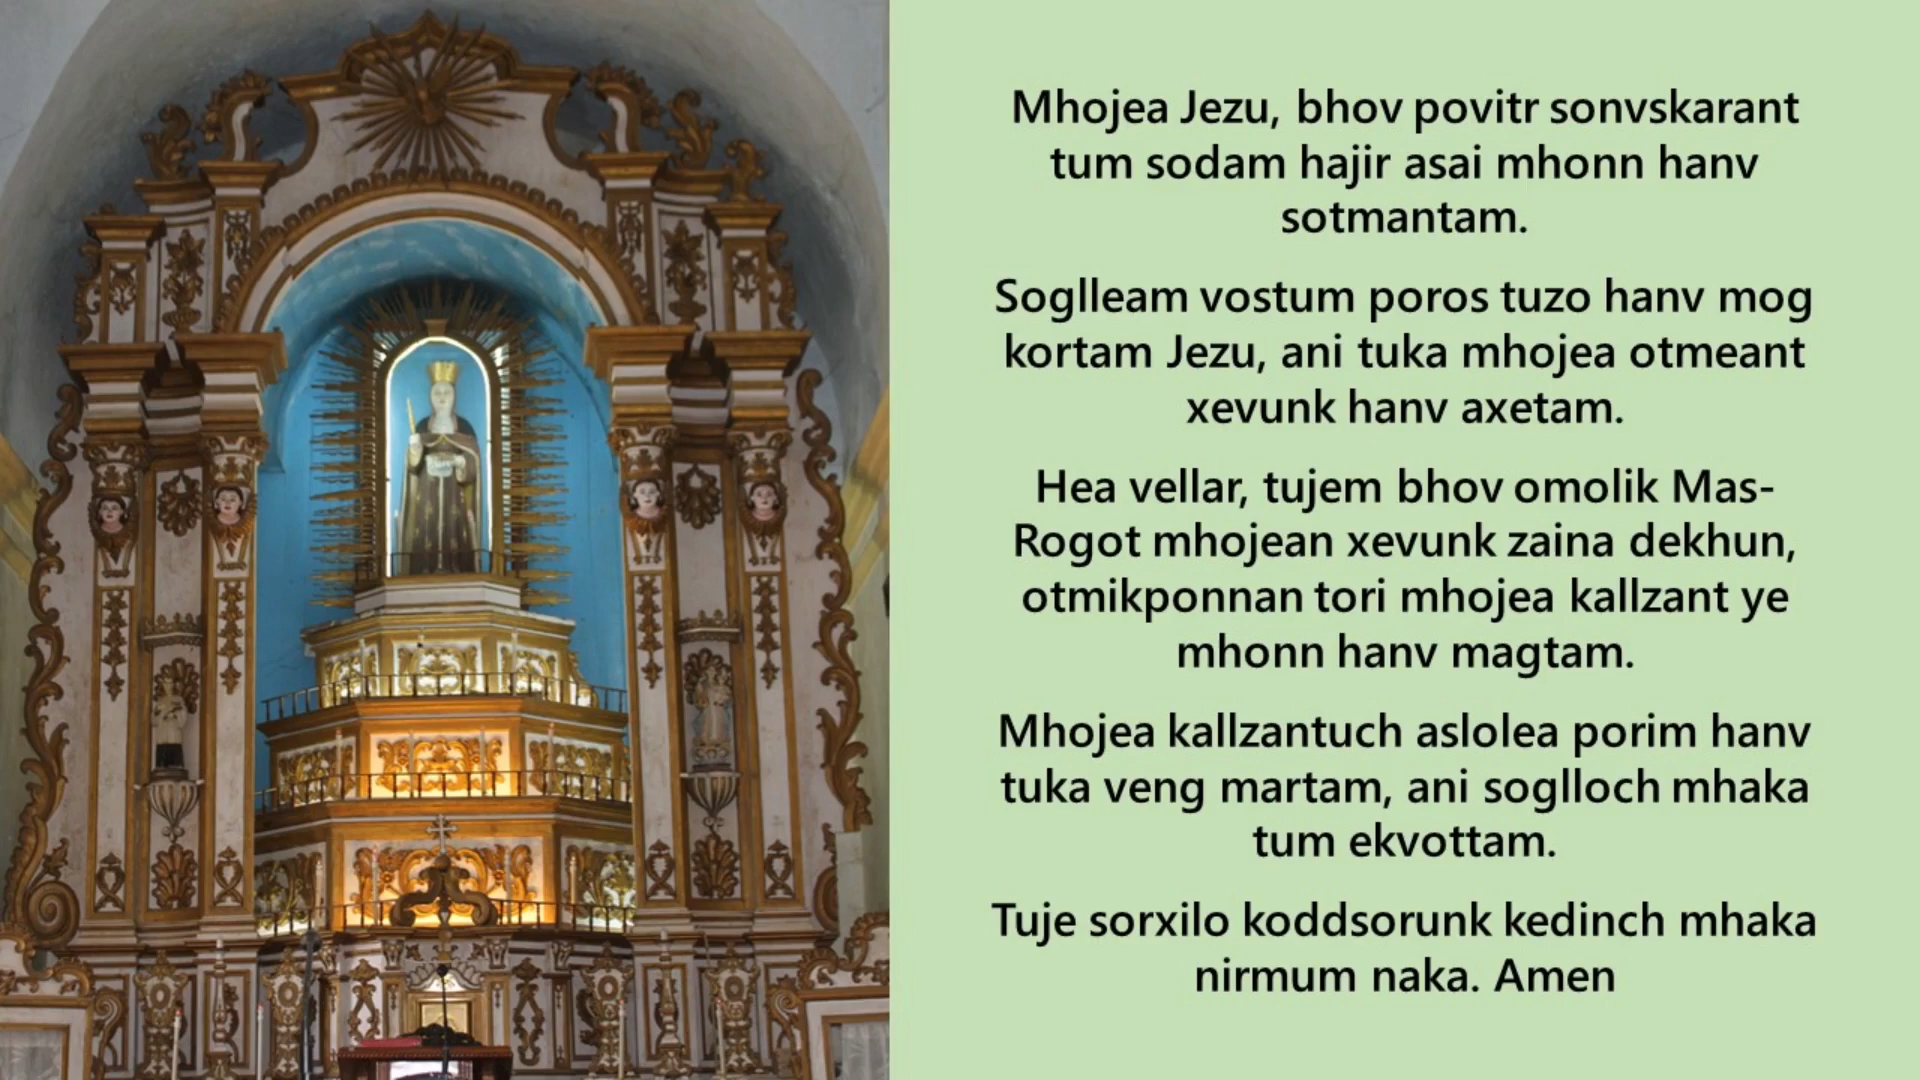 Mhojea Jezu, bhov povitr sonvskarant
tum sodam hajir asai mhonn hanv
sotmantam.
Soglleam vostum poros tuzo hanv mog
kortam Jezu, ani tuka mhojea otmeant
xevunk hanv axetam.
Hea vellar, tujem bhov omolik Mas-
Rogot mhojean xevunk zaina dekhun,
otmikponnan tori mhojea kallzant ye
mhonn hanv magtam.
Mhojea kallzantuch aslolea porim hanv
tuka veng martam, ani soglloch mhaka
tum ekvottam.
Tuje sorxilo koddsorunk kedinch mhaka
nirmum naka. Amen